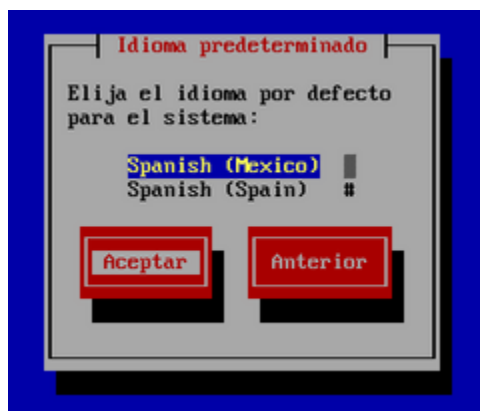 Idioma predeterminado
Elija el idioma por defecto
para el sistema:
Spanish (Mexico)
Spanish (Spain) #
Aceptar
Anterior